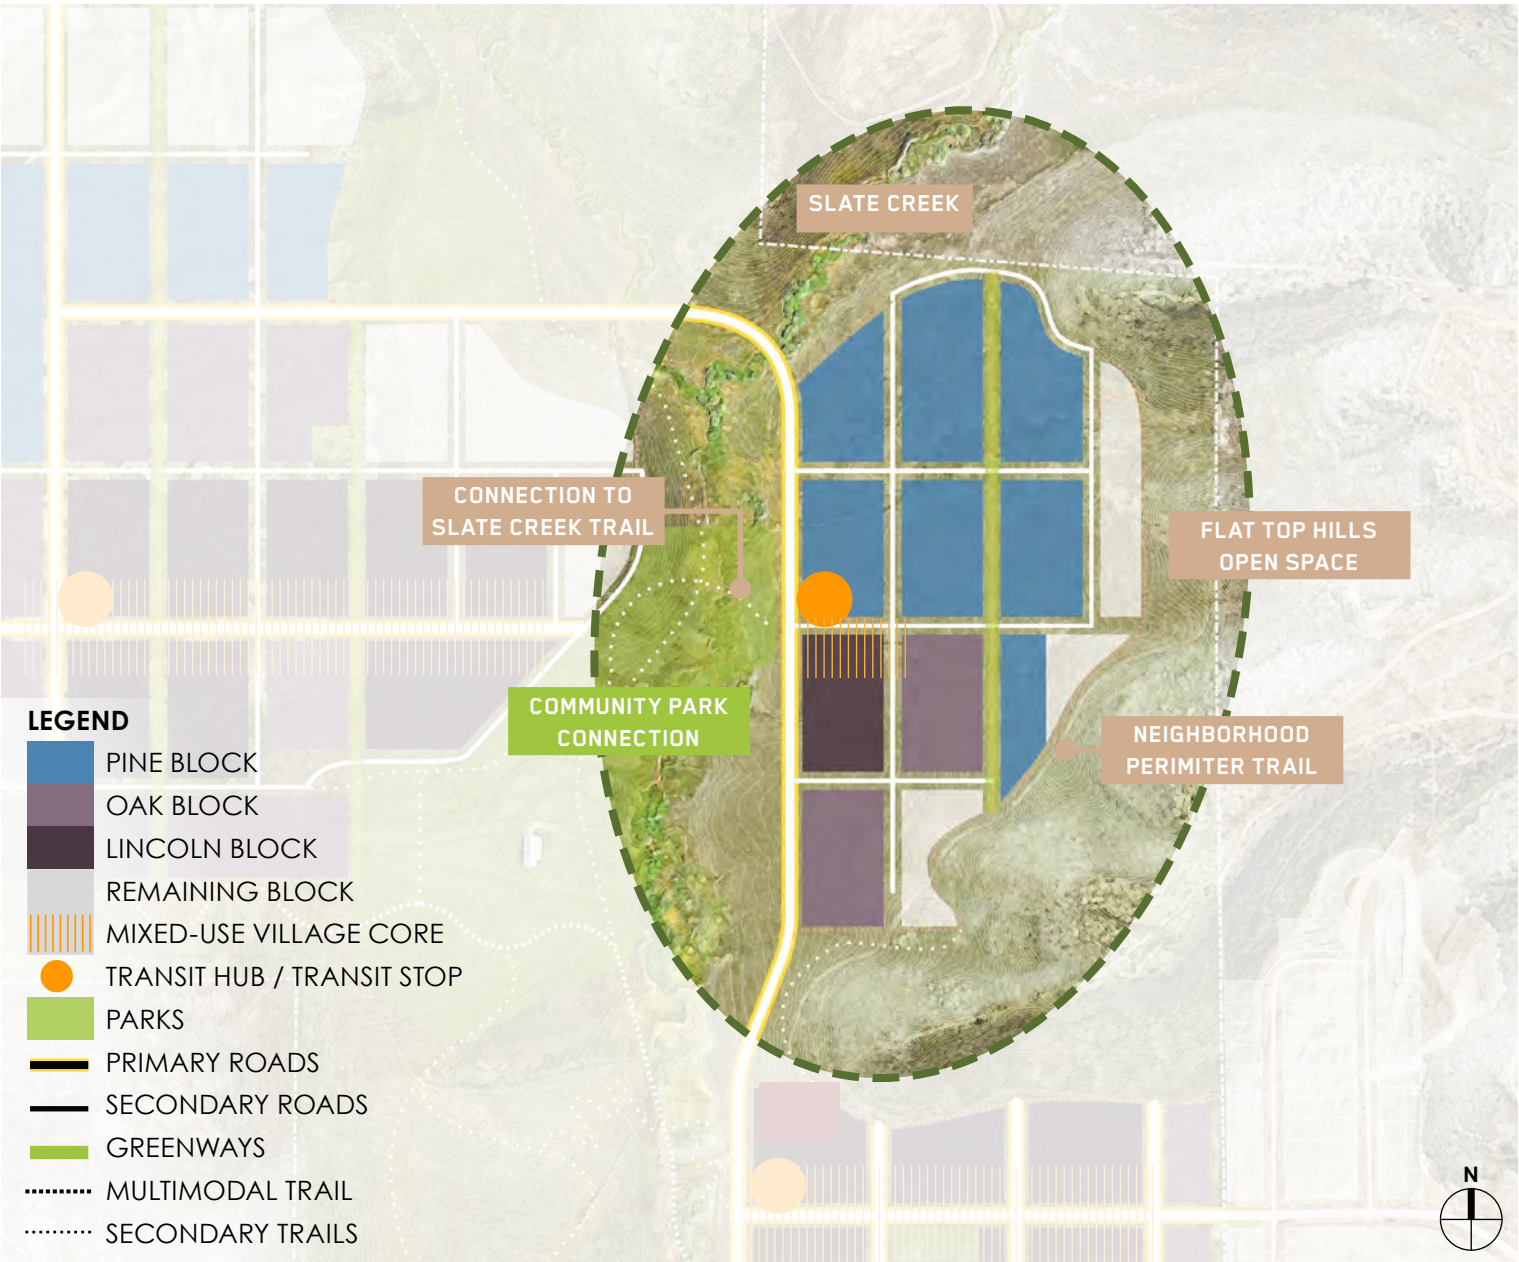 SLATE CREEK
CONNECTION TO
SLATE CREEK TRAIL
FLAT TOP HILLS
OPEN SPACE
COMMUNITY PARK
CONNECTION
NEIGHBORHOOD
PERIMITER TRAIL
LEGEND
PINE BLOCK
OAK BLOCK
LINCOLN BLOCK
REMAINING BLOCK
MIXED-USE VILLAGE CORE
TRANSIT HUB / TRANSIT STOP
PARKS
PRIMARY ROADS
SECONDARY ROADS
GREENWAYS
MULTIMODAL TRAIL
SECONDARY TRAILS
N